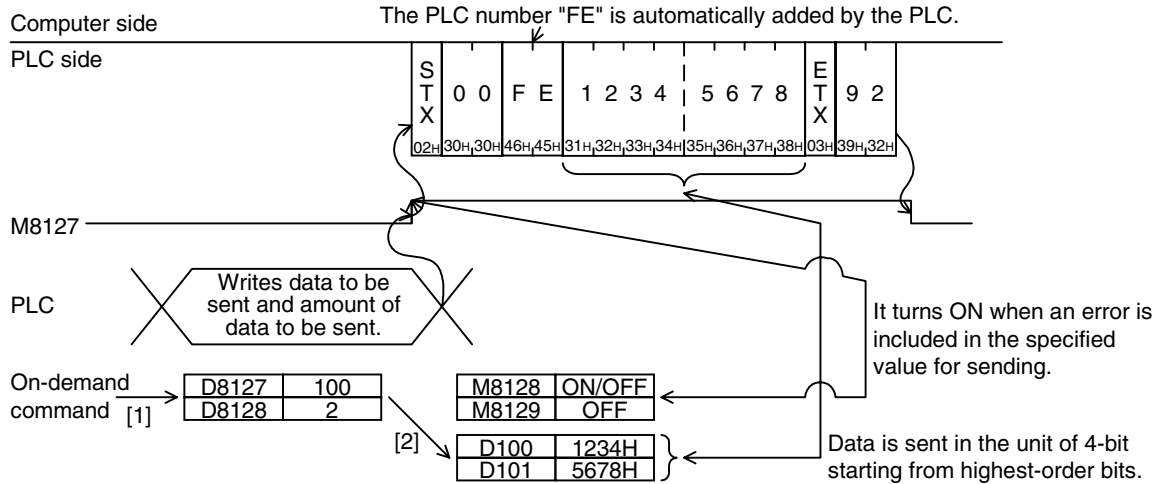 The PLC number "FE" is automatically added by the PLC.
Computer side
PLC side
STX 0 0 F E 1 2 3 4 5 6 7 8 ETX 9 2
02H 30H 30H 46H 45H 31H 32H 33H 34H 35H 36H 37H 38H 03H 39H 32H
M8127
PLC
Writes data to be
sent and amount of
data to be sent.
It turns ON when an error is
included in the specified
value for sending.
On-demand
command [1]
D8127 100
D8128 2
M8128 ON/OFF
M8129 OFF
[2]
D100 1234H
D101 5678H
Data is sent in the unit of 4-bit
starting from highest-order bits.